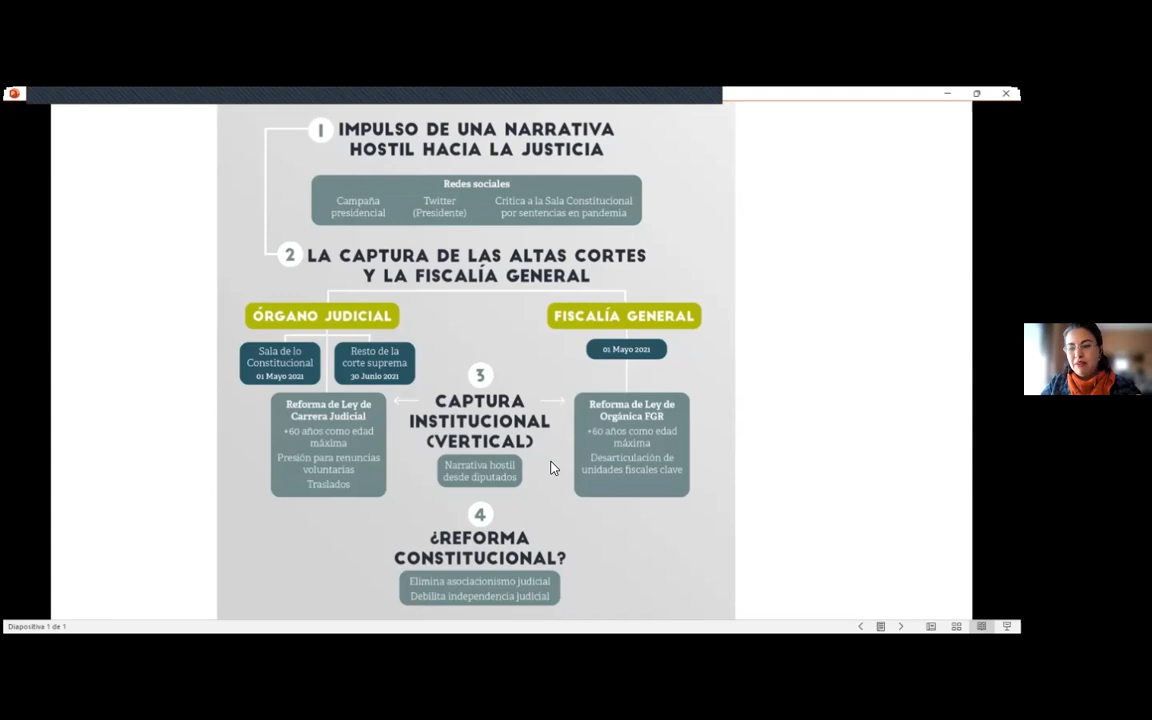 1 IMPULSO DE UNA NARRATIVA
HOSTIL HACIA LA JUSTICIA
Redes sociales
Campaña
presidencial
Twitter
(Presidente)
Crítica a la Sala Constitucional
por sentencias en pandemia
2 LA CAPTURA DE LAS ALTAS CORTES
Y LA FISCALÍA GENERAL
ÓRGANO JUDICIAL
FISCALÍA GENERAL
Sala de lo
Constitucional
01 Mayo 2021
Resto de la
corte suprema
30 Junio 2021
01 Mayo 2021
Reforma de Ley de
Carrera Judicial
+60 años como edad
máxima
Presión para renuncias
voluntarias
Traslados
3
CAPTURA
INSTITUCIONAL
(VERTICAL)
Narrativa hostil
desde diputados
Reforma de Ley de
Orgánica FGR
+60 años como edad
máxima
Desarticulación de
unidades fiscales clave
4
¿REFORMA
CONSTITUCIONAL?
Elimina asociacionismo judicial
Debilita independencia judicial
Diapositiva 1 de 1